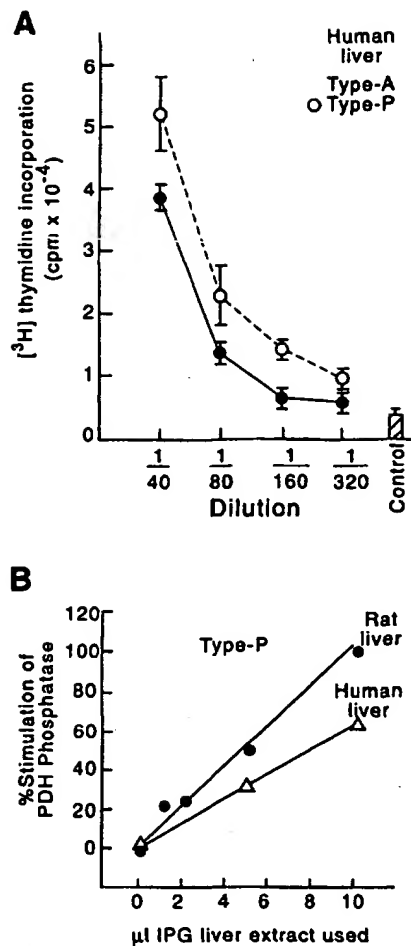 A
Human
liver
Type-A
Type-P
[³H] thymidine incorporation
(cpm x 10⁻⁴)
6
5
4
3
2
1
0
1/40
1/80
1/160
1/320
Control
Dilution
B
%Stimulation of
PDH Phosphatase
120
100
80
60
40
20
0
Type-P
Rat
liver
Human
liver
0 2 4 6 8 10
µl IPG liver extract used